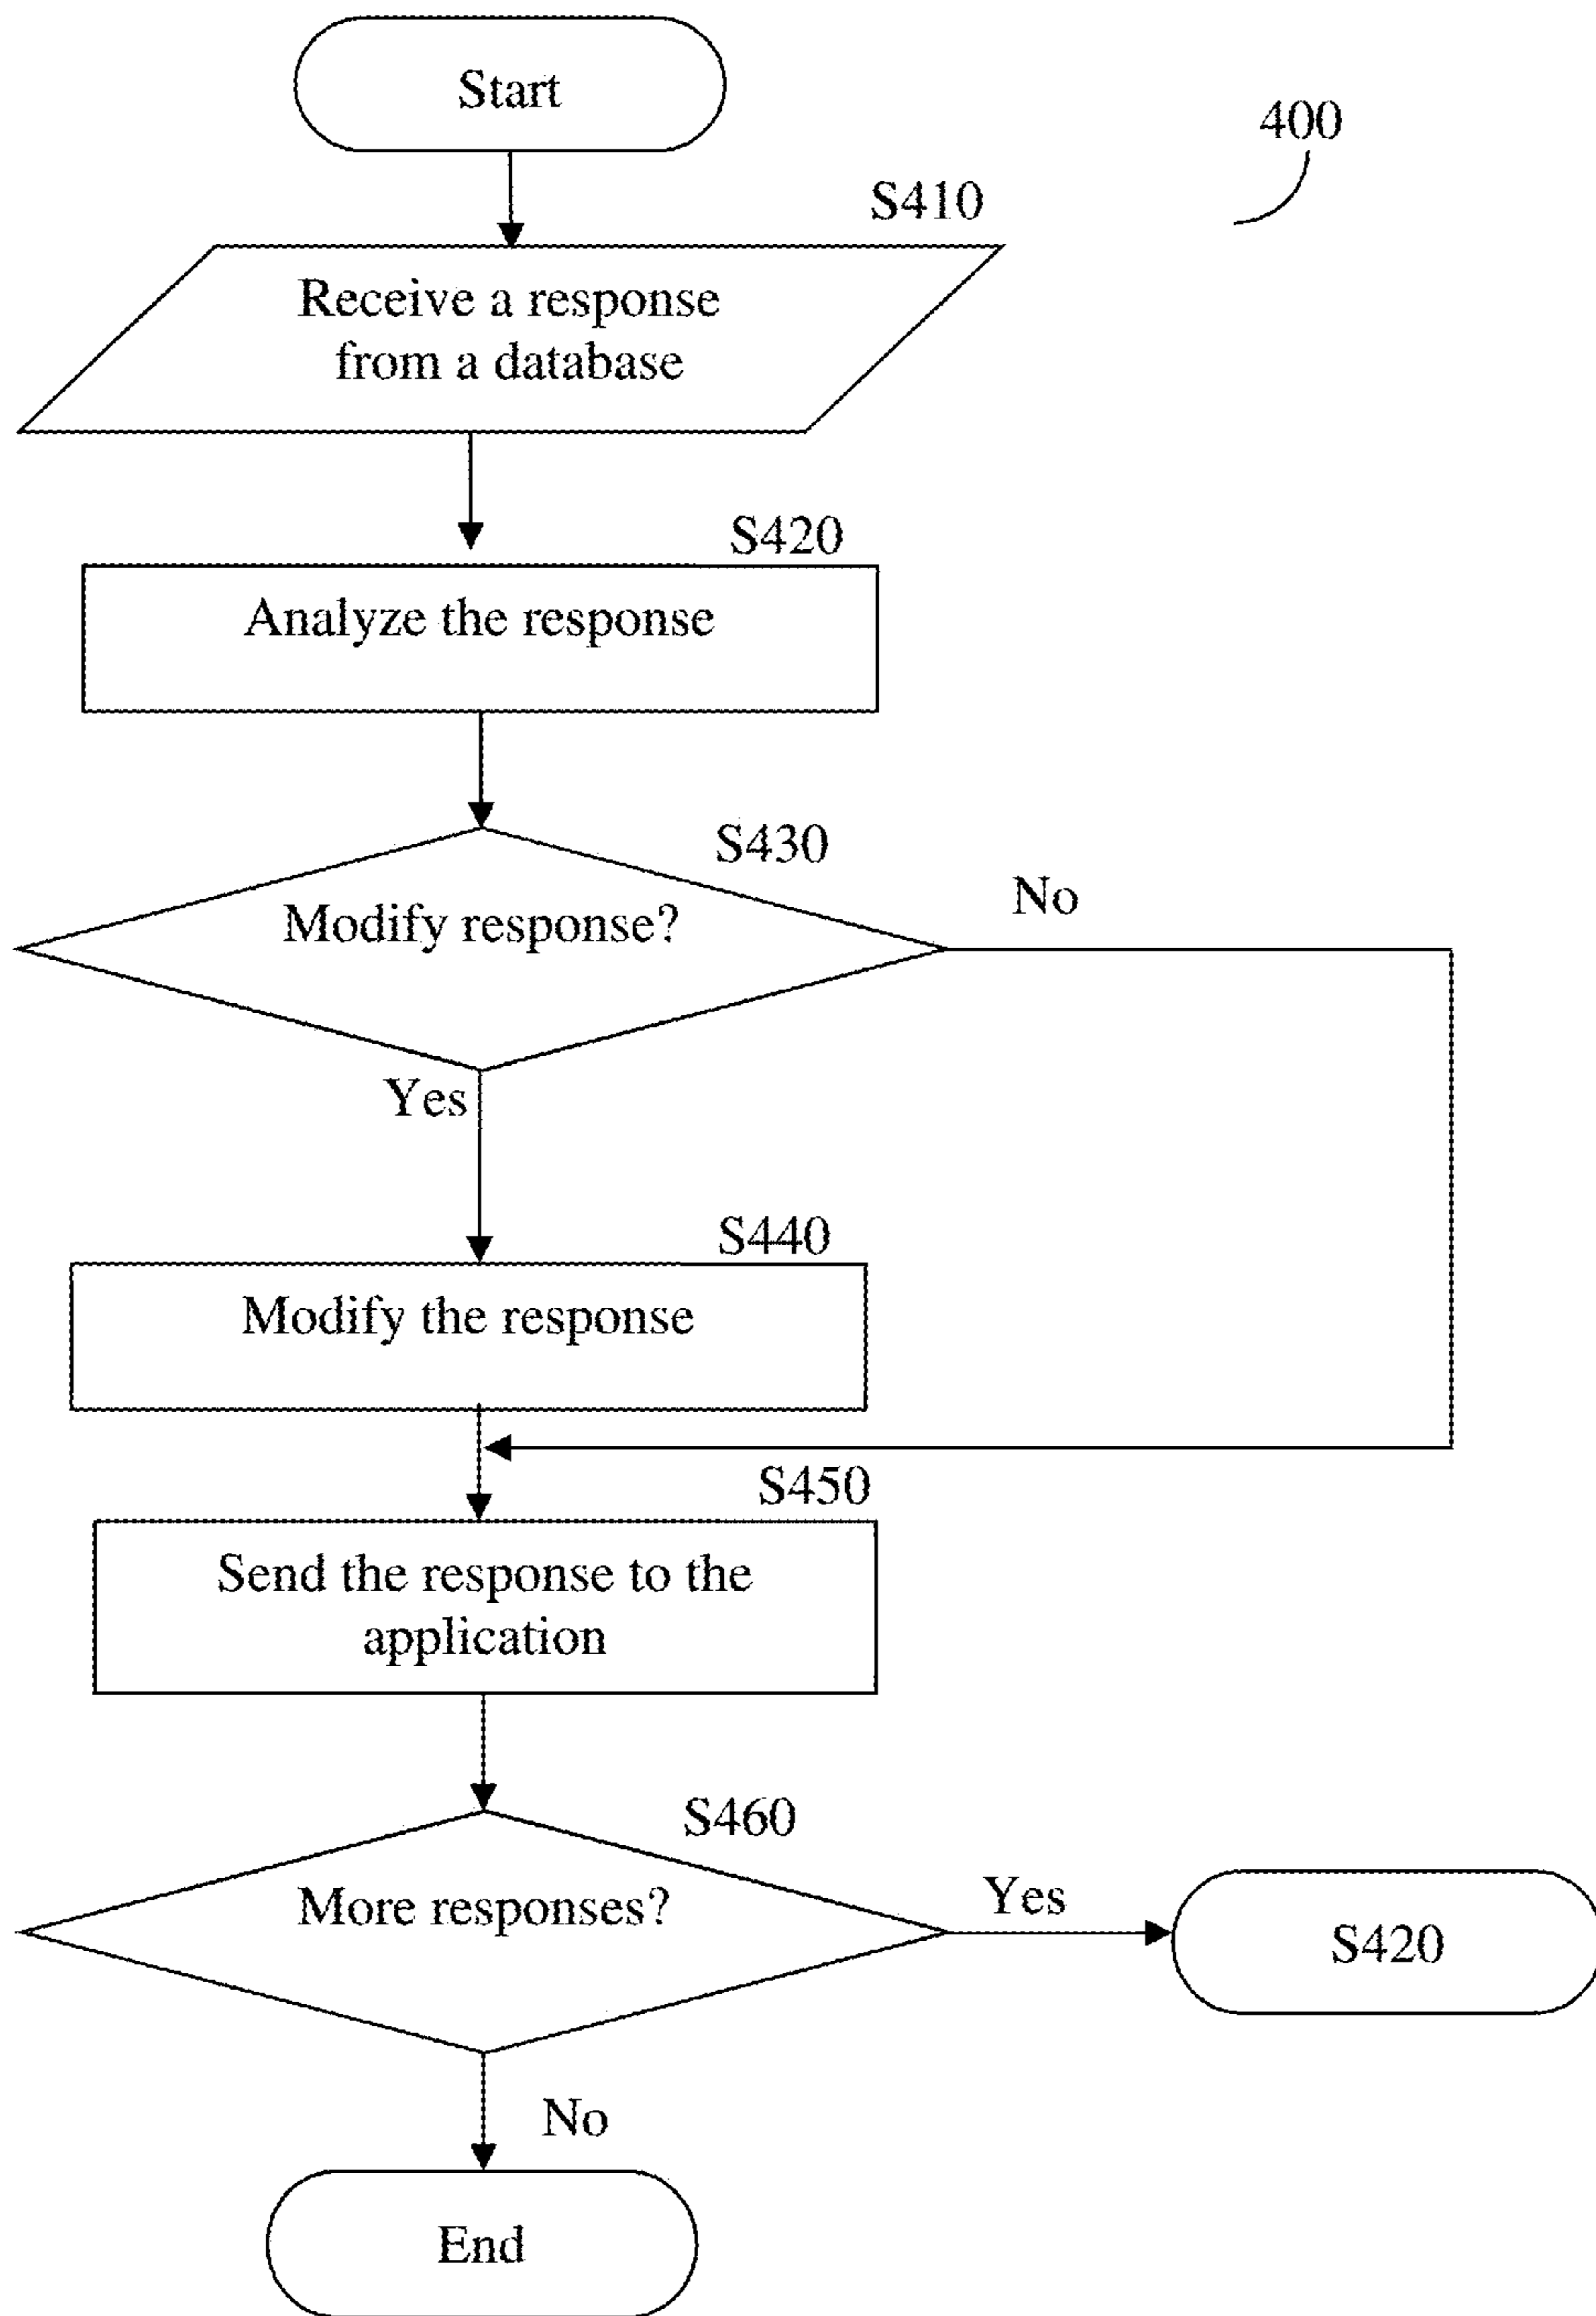 Start
400
S410
Receive a response
from a database
S420
Analyze the response
S430
No
Modify response?
Yes
S440
Modify the response
S450
Send the response to the
application
S460
More responses?
Yes
S420
No
End